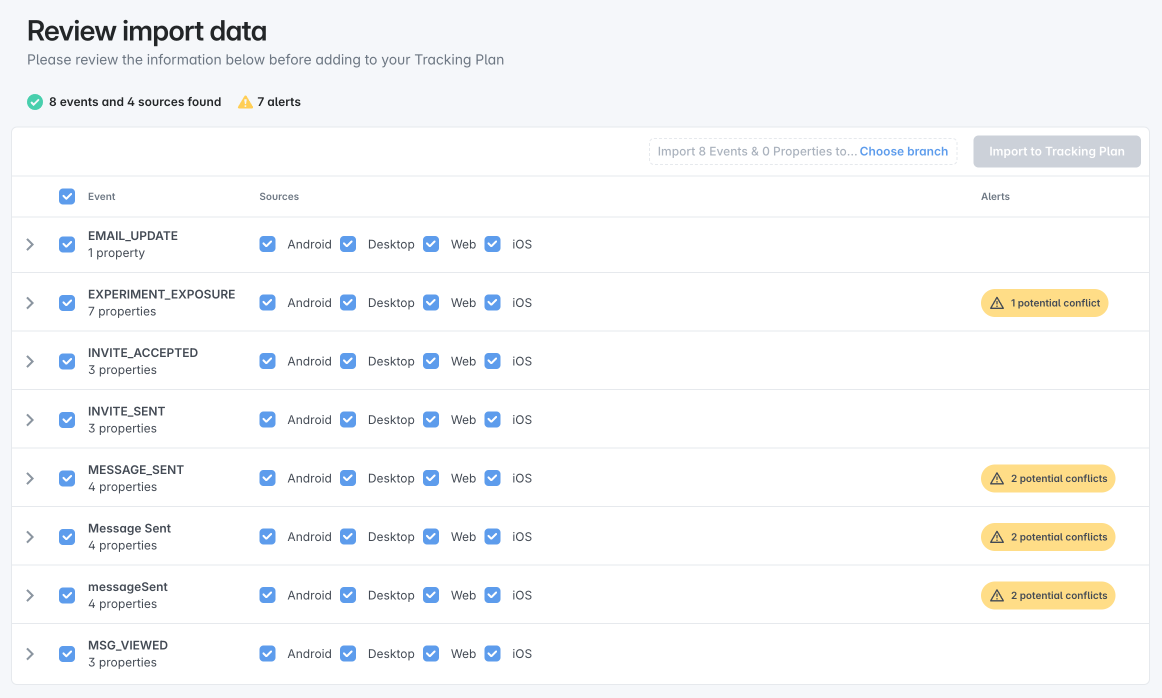 Review import data
Please review the information below before adding to your Tracking Plan
8 events and 4 sources found 7 alerts
Import 8 Events & 0 Properties to... Choose branch Import to Tracking Plan
Event Sources Alerts
EMAIL_UPDATE
1 property
Android Desktop Web iOS
EXPERIMENT_EXPOSURE
7 properties
Android Desktop Web iOS
1 potential conflict
INVITE_ACCEPTED
3 properties
Android Desktop Web iOS
INVITE_SENT
3 properties
Android Desktop Web iOS
MESSAGE_SENT
4 properties
Android Desktop Web iOS
2 potential conflicts
Message Sent
4 properties
Android Desktop Web iOS
2 potential conflicts
messageSent
4 properties
Android Desktop Web iOS
2 potential conflicts
MSG_VIEWED
3 properties
Android Desktop Web iOS